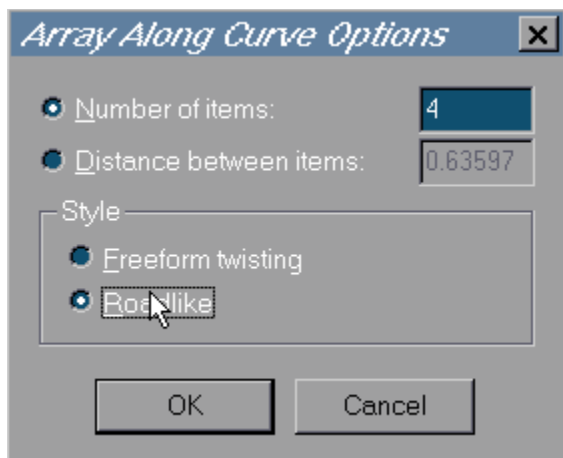 Array Along Curve Options
Number of items: 4
Distance between items: 0.63597
Style
Freeform twisting
Roadlike
OK Cancel